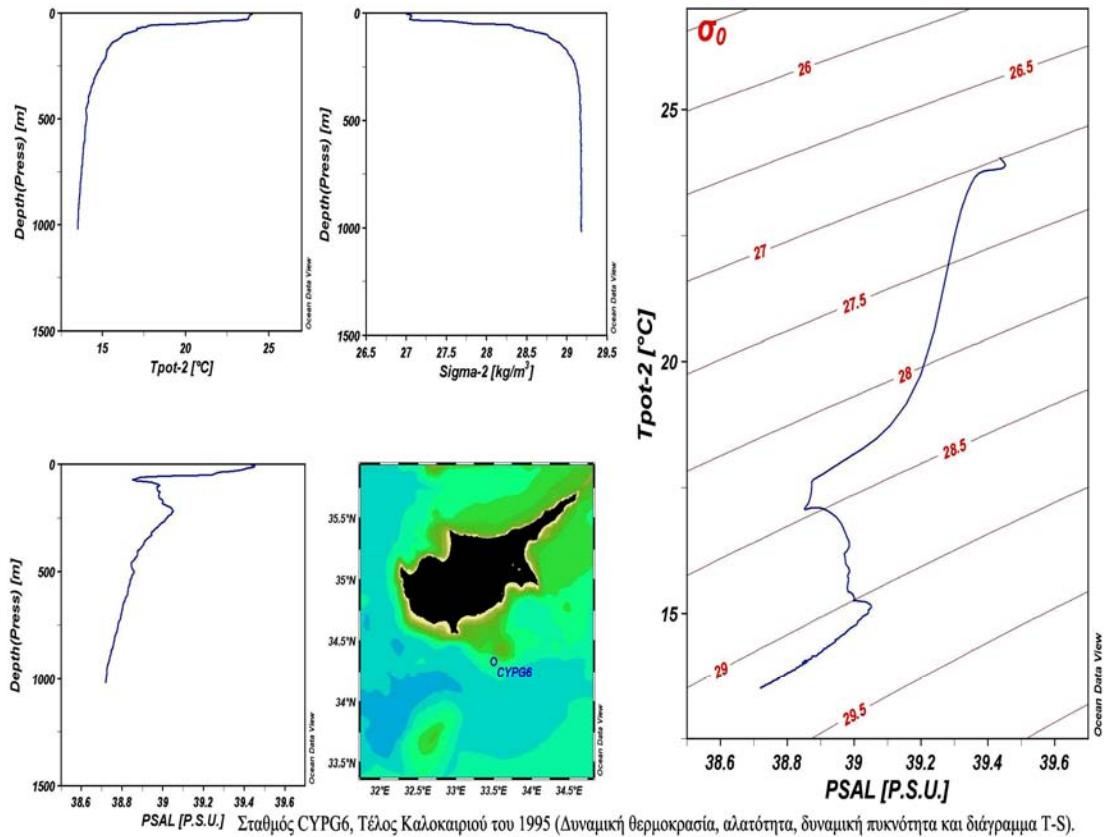 0
500
1000
1500
Depth(Press) [m]
15 20 25
Tpot-2 [°C]
Ocean Data View
0
500
1000
1500
Depth(Press) [m]
26.5 27 27.5 28 28.5 29 29.5
Sigma-2 [kg/m³]
Ocean Data View
σ0
26
26.5
27
27.5
28
28.5
29
29.5
25
20
15
Tpot-2 [°C]
38.6 38.8 39 39.2 39.4 39.6
PSAL [P.S.U.]
Ocean Data View
0
500
1000
1500
Depth(Press) [m]
38.6 38.8 39 39.2 39.4 39.6
PSAL [P.S.U.]
Ocean Data View
35.5°N
35°N
34.5°N
34°N
33.5°N
CYPG6
32°E 32.5°E 33°E 33.5°E 34°E 34.5°E
Ocean Data View
Σταθμός CYPG6, Τέλος Καλοκαιριού του 1995 (Δυναμική θερμοκρασία, αλατότητα, δυναμική πυκνότητα και διάγραμμα T-S).